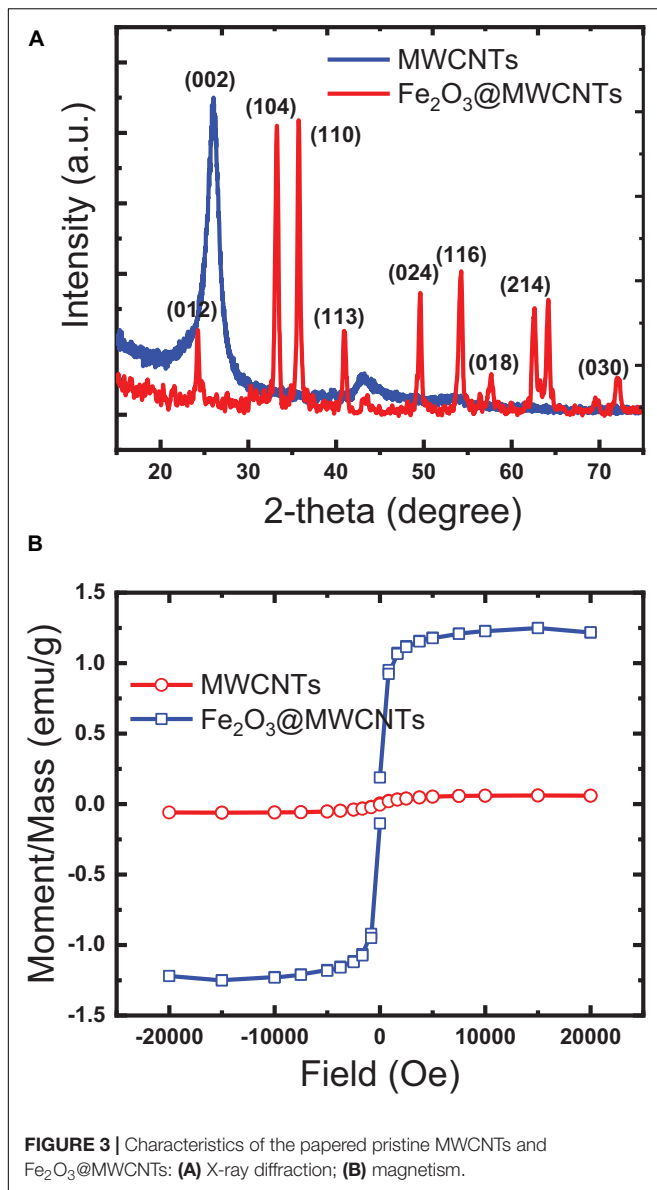 A
MWCNTs
Fe₂O₃@MWCNTs
(002)
(104)
(110)
(012)
(113)
(024)
(116)
(018)
(214)
(030)
Intensity (a.u.)
20 30 40 50 60 70
2-theta (degree)
B
1.5
1.0
0.5
0.0
-0.5
-1.0
-1.5
Moment/Mass (emu/g)
MWCNTs
Fe₂O₃@MWCNTs
-20000 -10000 0 10000 20000
Field (Oe)
FIGURE 3 | Characteristics of the papered pristine MWCNTs and
Fe₂O₃@MWCNTs: (A) X-ray diffraction; (B) magnetism.